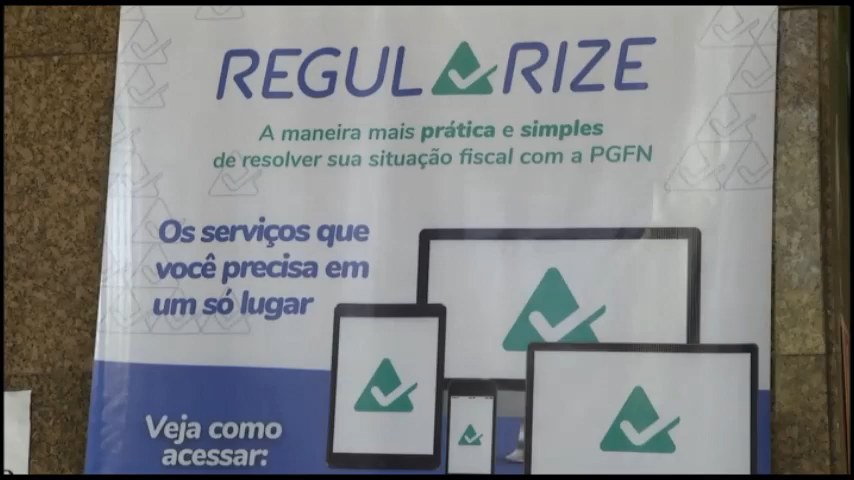 REGULARIZE
A maneira mais prática e simples
de resolver sua situação fiscal com a PGFN
Os serviços que
você precisa em
um só lugar
Veja como
acessar: